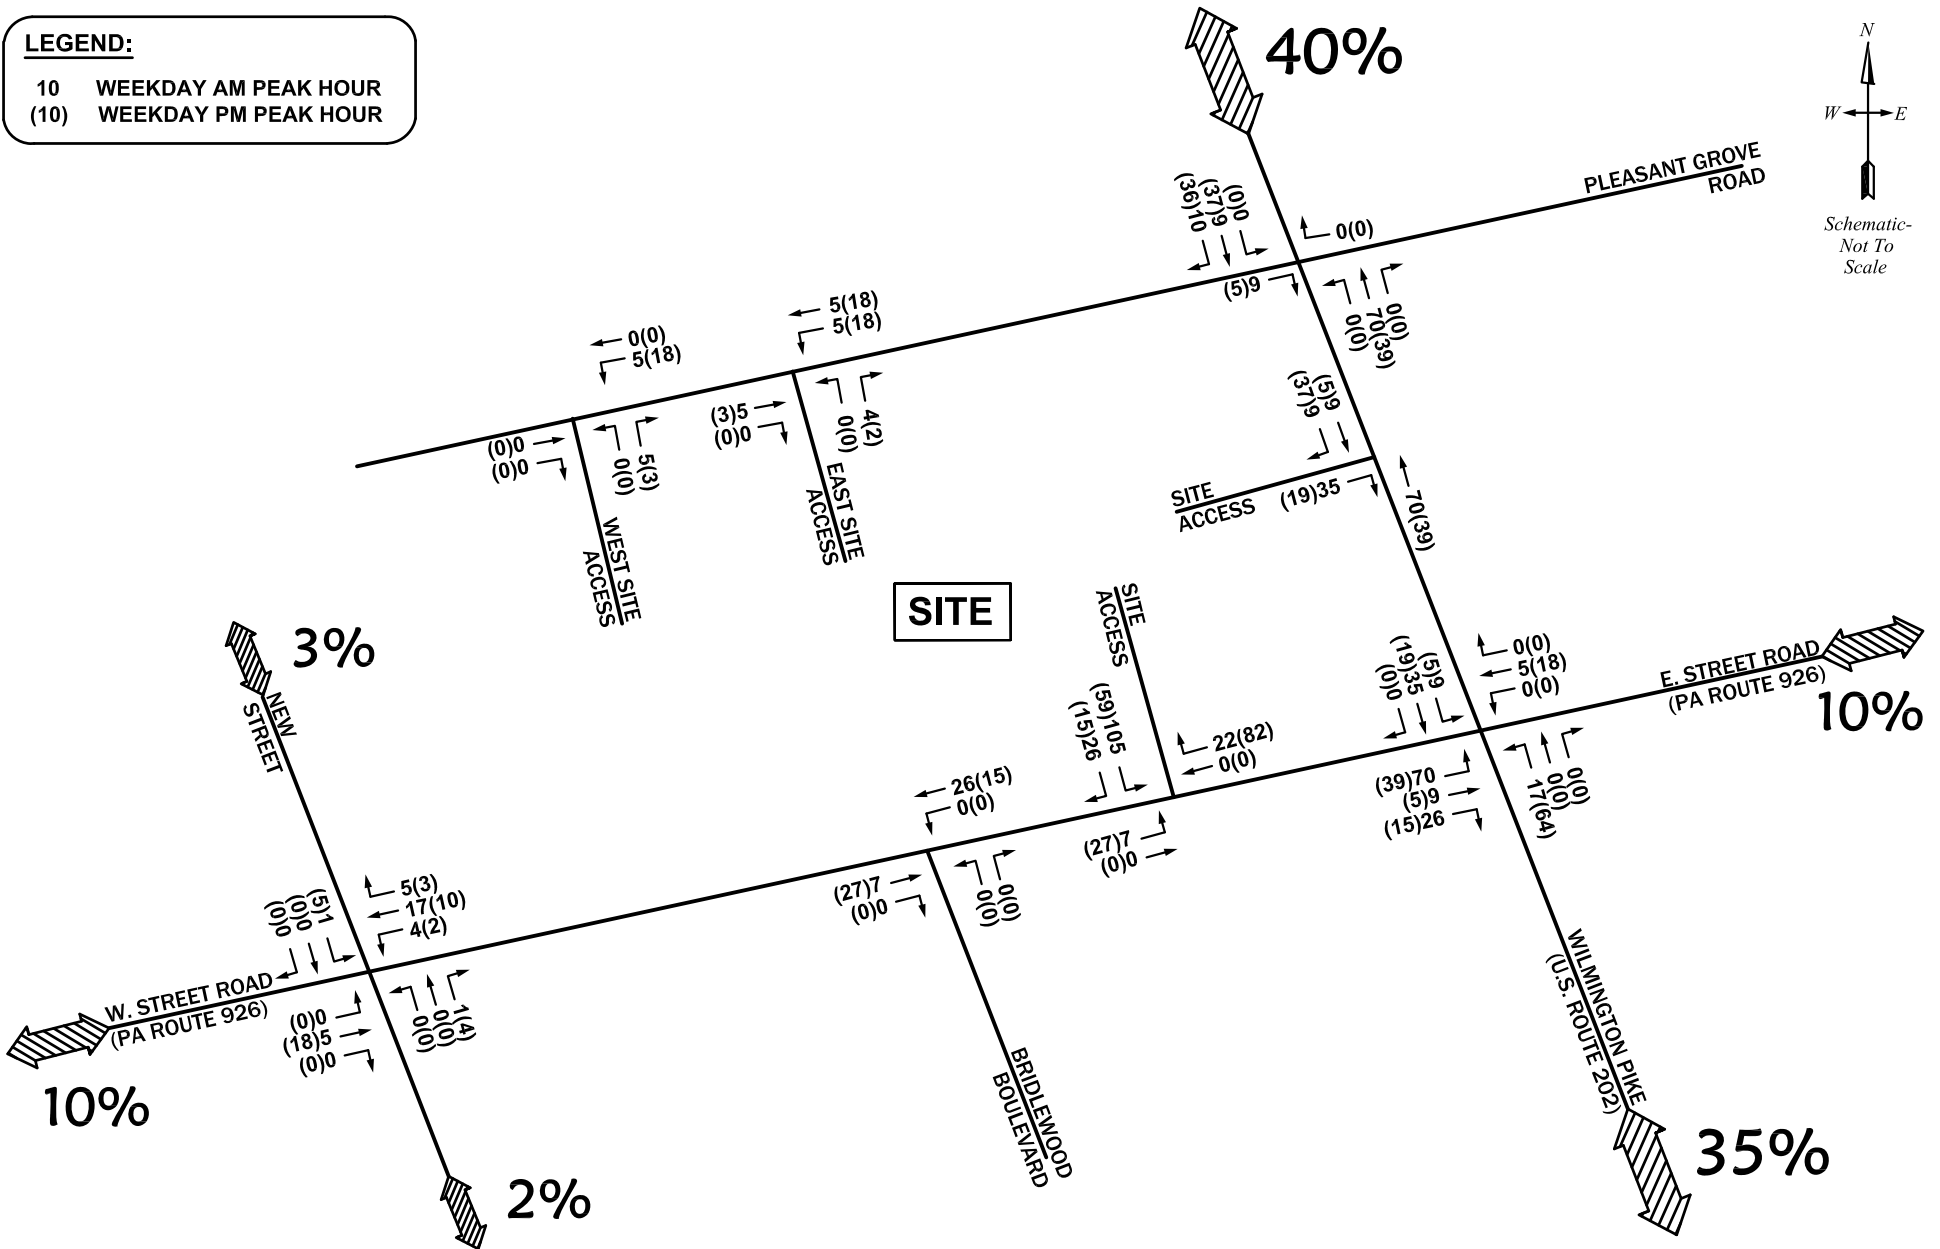 LEGEND:
10 WEEKDAY AM PEAK HOUR
(10) WEEKDAY PM PEAK HOUR
40%
N
W E
Schematic-
Not To
Scale
PLEASANT GROVE
ROAD
(36)10
(37)9
(0)0
0(0)
(5)9
0(0)
70(39)
0(0)
5(18)
5(18)
0(0)
5(18)
(3)5
(0)0
0(0)
4(2)
(0)0
(0)0
0(0)
5(3)
EAST SITE
ACCESS
WEST SITE
ACCESS
(37)9
(5)9
SITE
ACCESS
(19)35
70(39)
SITE
SITE
ACCESS
3%
NEW
STREET
(0)0
(19)35
(5)9
0(0)
5(18)
0(0)
E. STREET ROAD
(PA ROUTE 926)
10%
(15)26
(59)105
22(82)
0(0)
(39)70
(5)9
(15)26
17(64)
0(0)
0(0)
26(15)
0(0)
(27)7
(0)0
(27)7
(0)0
0(0)
0(0)
(0)0
(0)0
(5)1
5(3)
17(10)
4(2)
W. STREET ROAD
(PA ROUTE 926)
(0)0
(18)5
(0)0
0(0)
0(0)
1(4)
10%
2%
BRIDLEWOOD
BOULEVARD
WILMINGTON PIKE
(U.S. ROUTE 202)
35%